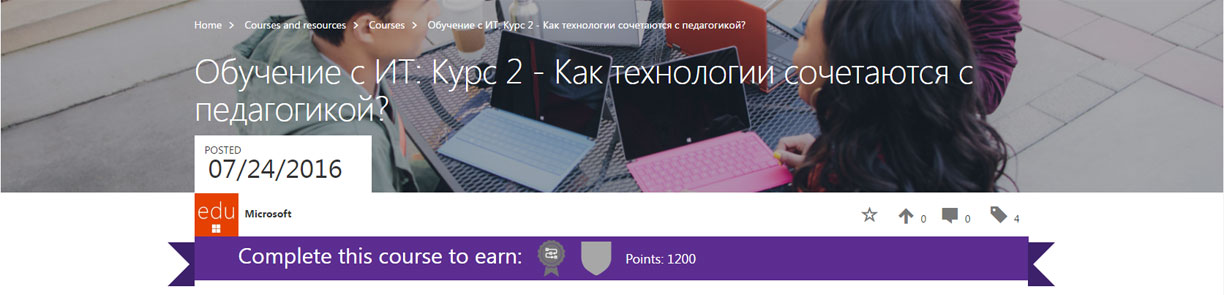 Home > Courses and resources > Courses > Обучение с ИТ: Курс 2 - Как технологии сочетаются с педагогикой?
Обучение с ИТ: Курс 2 - Как технологии сочетаются с
педагогикой?
POSTED
07/24/2016
edu Microsoft 0 0 4
Complete this course to earn: Points: 1200